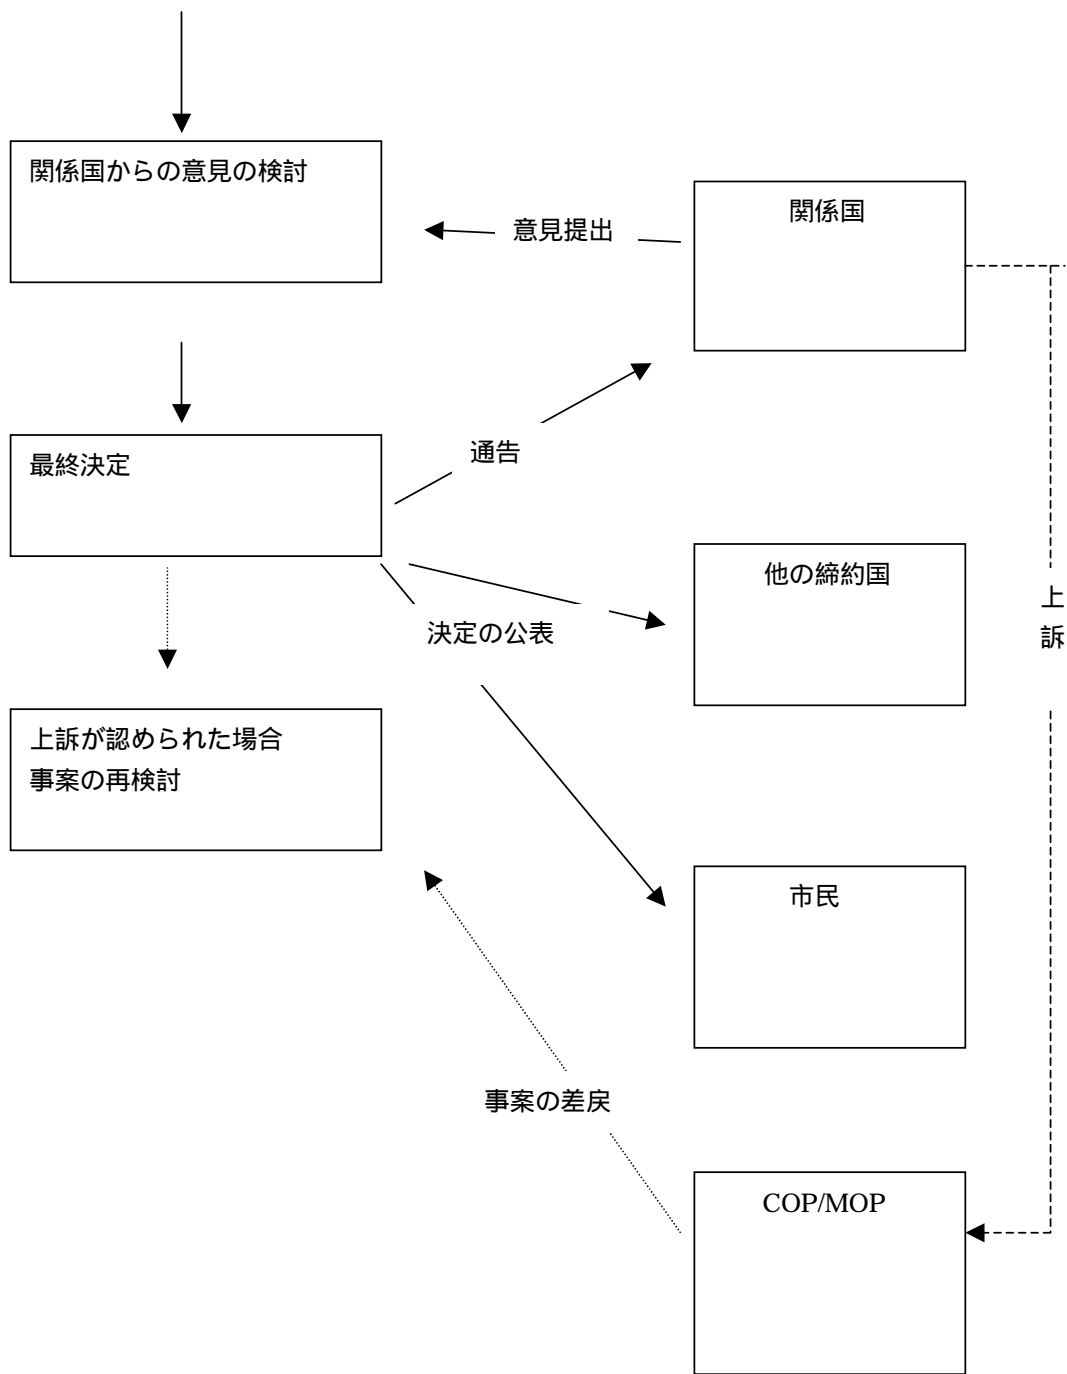 関係国からの意見の検討
関係国
意見提出
最終決定
通告
他の締約国
決定の公表
上
訴
上訴が認められた場合
事案の再検討
市民
事案の差戻
COP/MOP